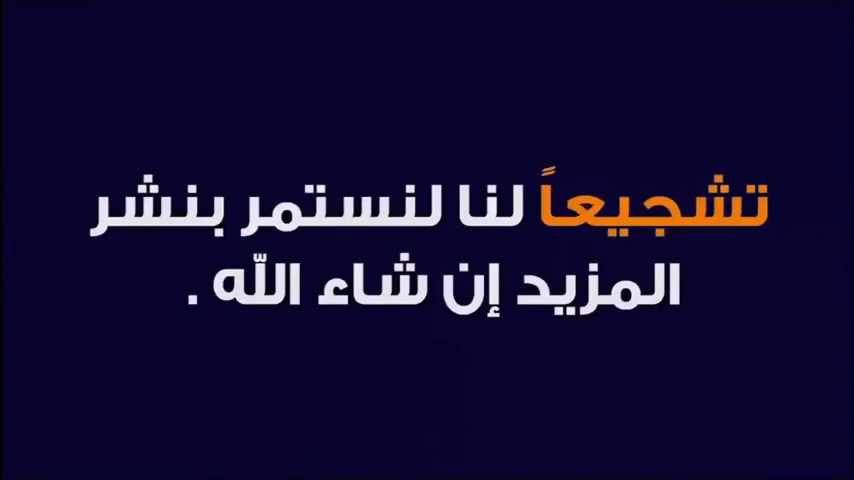 تشجيعاً لنا لنستمر بنشر
المزيد إن شاء الله .